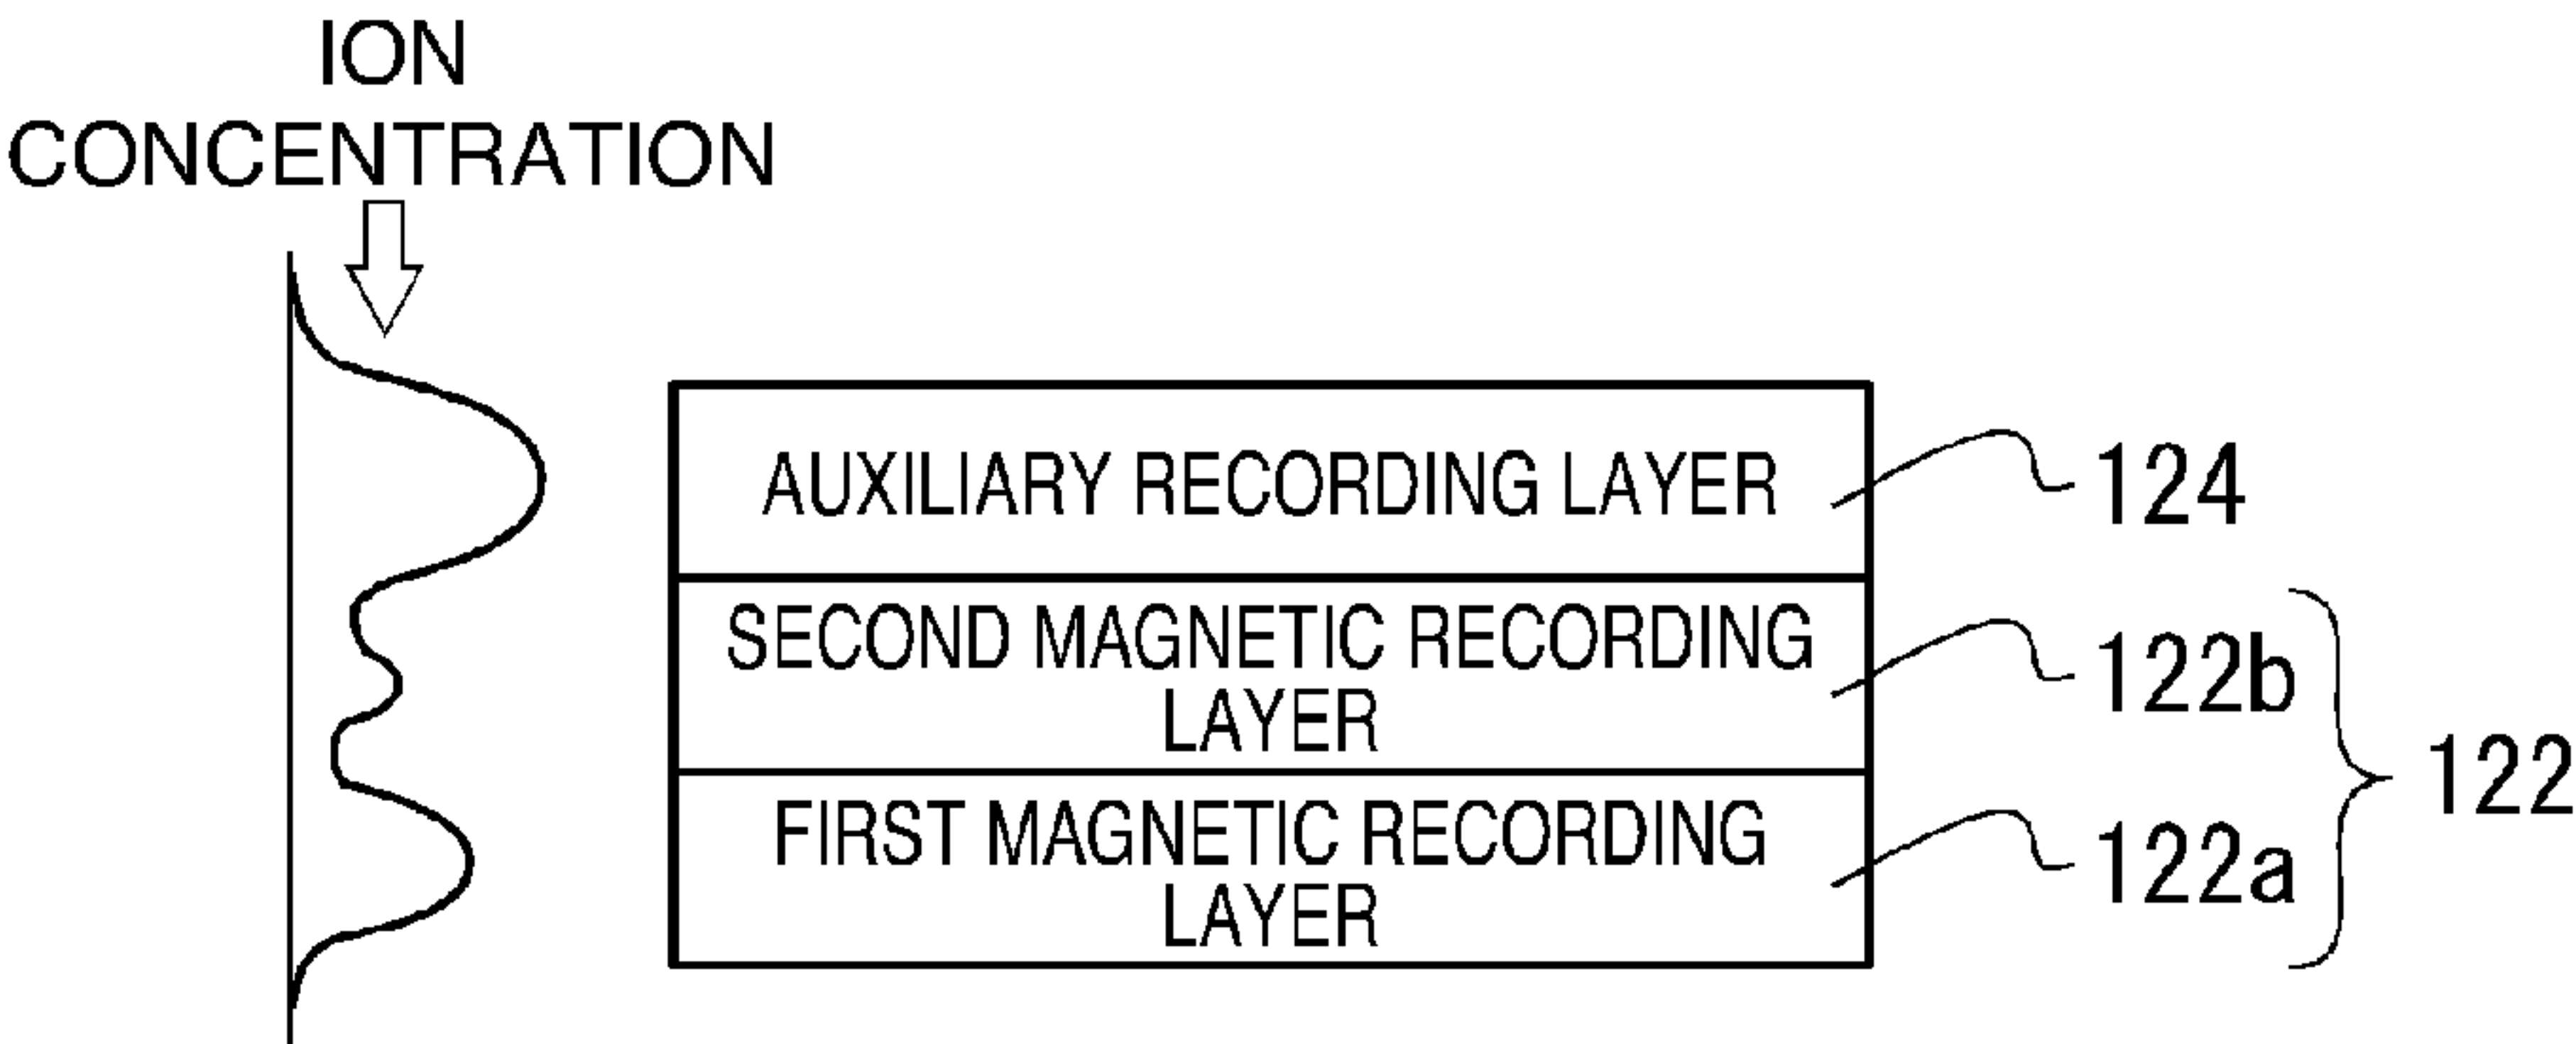 ION
CONCENTRATION
AUXILIARY RECORDING LAYER
124
SECOND MAGNETIC RECORDING
LAYER
122b
122
FIRST MAGNETIC RECORDING
LAYER
122a